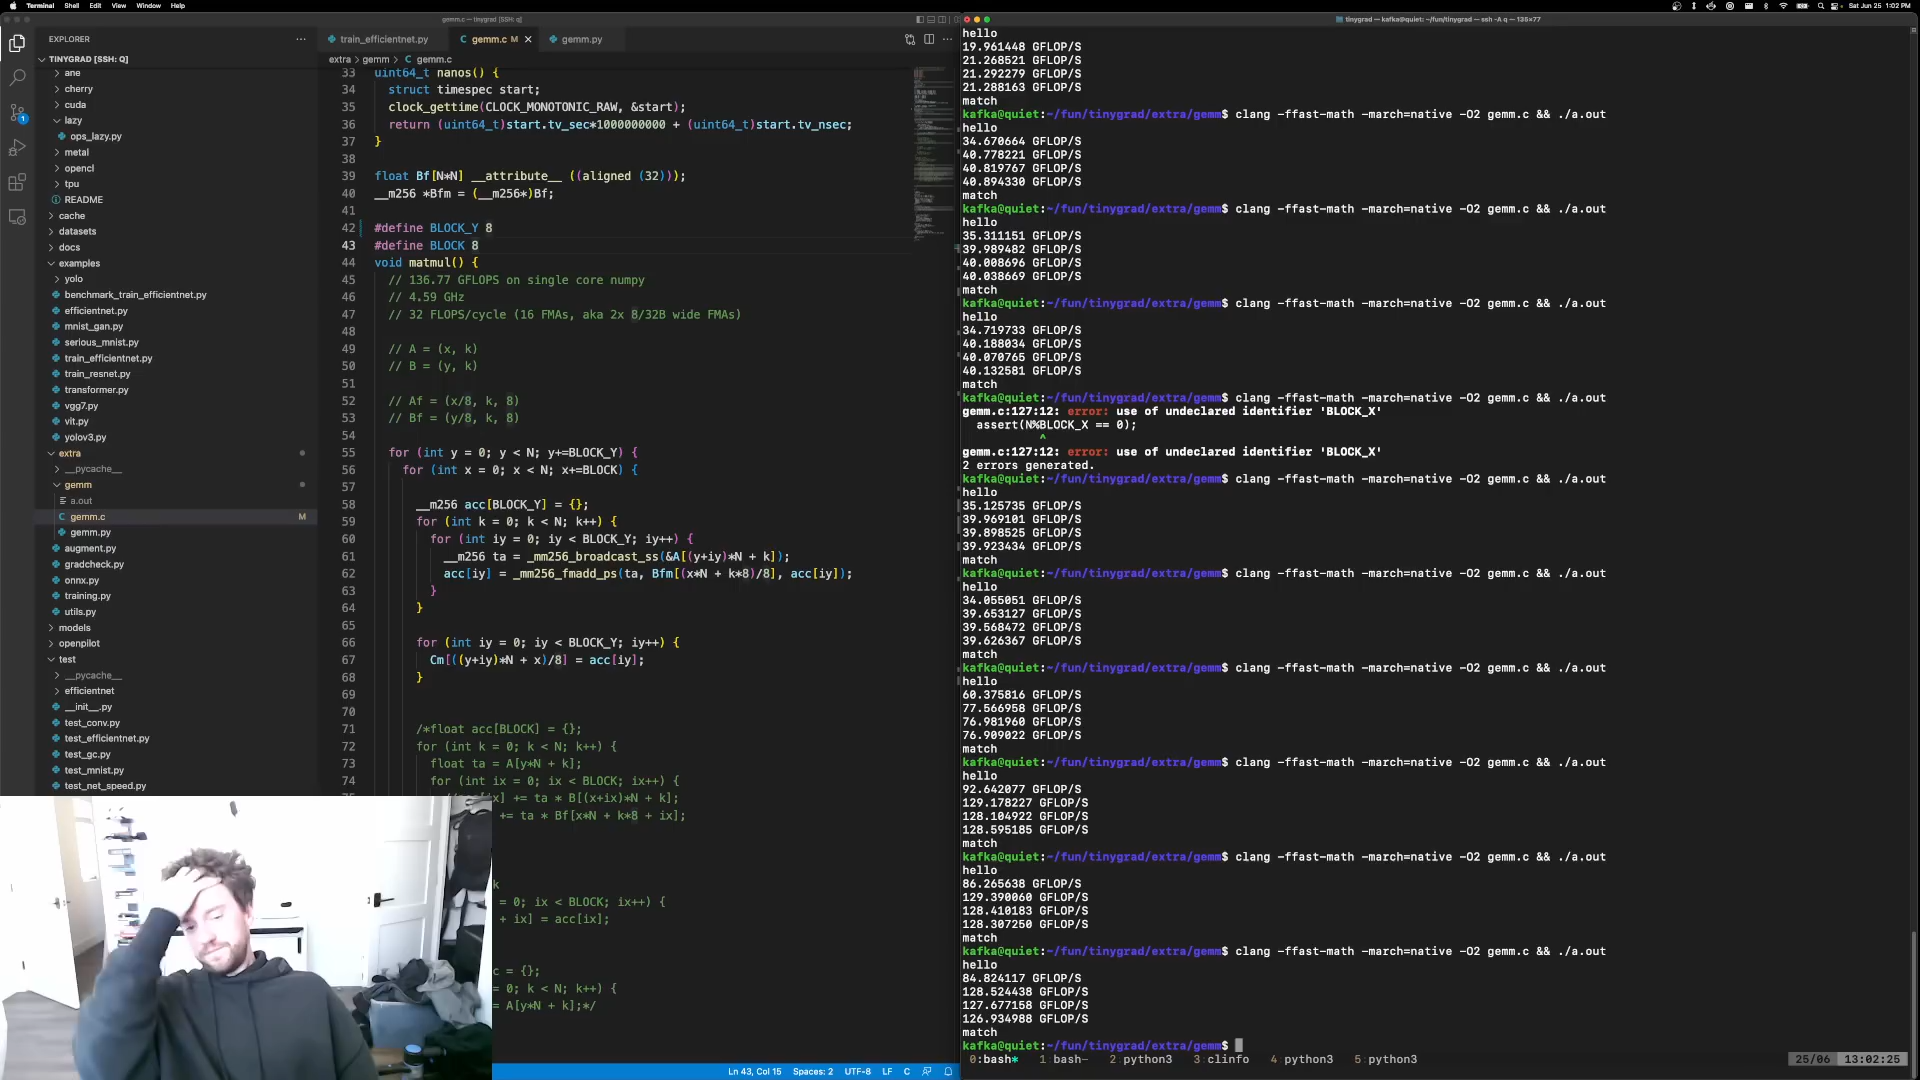 Terminal Shell Edit View Window Help
Sat Jun 25 1:02 PM
gemm.c — tinygrad [SSH: q]
tinygrad — kafka@quiet: ~/fun/tinygrad — ssh -A q — 135×77
EXPLORER
TINYGRAD [SSH: Q]
ane
cherry
cuda
lazy
ops_lazy.py
metal
opencl
tpu
README
cache
datasets
docs
examples
yolo
benchmark_train_efficientnet.py
efficientnet.py
mnist_gan.py
serious_mnist.py
train_efficientnet.py
train_resnet.py
transformer.py
vgg7.py
vit.py
yolov3.py
extra
__pycache__
gemm
a.out
gemm.c M
gemm.py
augment.py
gradcheck.py
onnx.py
training.py
utils.py
models
openpilot
test
__pycache__
efficientnet
__init__.py
test_conv.py
test_efficientnet.py
test_gc.py
test_mnist.py
test_net_speed.py
train_efficientnet.py gemm.c M gemm.py
extra > gemm > gemm.c
33 uint64_t nanos() {
34 struct timespec start;
35 clock_gettime(CLOCK_MONOTONIC_RAW, &start);
36 return (uint64_t)start.tv_sec*1000000000 + (uint64_t)start.tv_nsec;
37 }
38
39 float Bf[N*N] __attribute__ ((aligned (32)));
40 __m256 *Bfm = (__m256*)Bf;
41
42 #define BLOCK_Y 8
43 #define BLOCK 8
44 void matmul() {
45 // 136.77 GFLOPS on single core numpy
46 // 4.59 GHz
47 // 32 FLOPS/cycle (16 FMAs, aka 2x 8/32B wide FMAs)
48
49 // A = (x, k)
50 // B = (y, k)
51
52 // Af = (x/8, k, 8)
53 // Bf = (y/8, k, 8)
54
55 for (int y = 0; y < N; y+=BLOCK_Y) {
56 for (int x = 0; x < N; x+=BLOCK) {
57
58 __m256 acc[BLOCK_Y] = {};
59 for (int k = 0; k < N; k++) {
60 for (int iy = 0; iy < BLOCK_Y; iy++) {
61 __m256 ta = _mm256_broadcast_ss(&A[(y+iy)*N + k]);
62 acc[iy] = _mm256_fmadd_ps(ta, Bfm[(x*N + k*8)/8], acc[iy]);
63 }
64 }
65
66 for (int iy = 0; iy < BLOCK_Y; iy++) {
67 Cm[((y+iy)*N + x)/8] = acc[iy];
68 }
69
70
71 /*float acc[BLOCK] = {};
72 for (int k = 0; k < N; k++) {
73 float ta = A[y*N + k];
74 for (int ix = 0; ix < BLOCK; ix++) {
[ix] += ta * B[(x+ix)*N + k];
+= ta * Bf[x*N + k*8 + ix];
k
= 0; ix < BLOCK; ix++) {
+ ix] = acc[ix];
c = {};
= 0; k < N; k++) {
= A[y*N + k];*/
Ln 43, Col 15 Spaces: 2 UTF-8 LF C
hello
19.961448 GFLOP/S
21.268521 GFLOP/S
21.292279 GFLOP/S
21.288163 GFLOP/S
match
kafka@quiet:~/fun/tinygrad/extra/gemm$ clang -ffast-math -march=native -O2 gemm.c && ./a.out
hello
34.670664 GFLOP/S
40.778221 GFLOP/S
40.819767 GFLOP/S
40.894330 GFLOP/S
match
kafka@quiet:~/fun/tinygrad/extra/gemm$ clang -ffast-math -march=native -O2 gemm.c && ./a.out
hello
35.311151 GFLOP/S
39.989482 GFLOP/S
40.008696 GFLOP/S
40.038669 GFLOP/S
match
kafka@quiet:~/fun/tinygrad/extra/gemm$ clang -ffast-math -march=native -O2 gemm.c && ./a.out
hello
34.719733 GFLOP/S
40.188034 GFLOP/S
40.070765 GFLOP/S
40.132581 GFLOP/S
match
kafka@quiet:~/fun/tinygrad/extra/gemm$ clang -ffast-math -march=native -O2 gemm.c && ./a.out
gemm.c:127:12: error: use of undeclared identifier 'BLOCK_X'
assert(N%BLOCK_X == 0);
^
gemm.c:127:12: error: use of undeclared identifier 'BLOCK_X'
2 errors generated.
kafka@quiet:~/fun/tinygrad/extra/gemm$ clang -ffast-math -march=native -O2 gemm.c && ./a.out
hello
35.125735 GFLOP/S
39.969101 GFLOP/S
39.898525 GFLOP/S
39.923434 GFLOP/S
match
kafka@quiet:~/fun/tinygrad/extra/gemm$ clang -ffast-math -march=native -O2 gemm.c && ./a.out
hello
34.055051 GFLOP/S
39.653127 GFLOP/S
39.568472 GFLOP/S
39.626367 GFLOP/S
match
kafka@quiet:~/fun/tinygrad/extra/gemm$ clang -ffast-math -march=native -O2 gemm.c && ./a.out
hello
60.375816 GFLOP/S
77.566958 GFLOP/S
76.981960 GFLOP/S
76.909022 GFLOP/S
match
kafka@quiet:~/fun/tinygrad/extra/gemm$ clang -ffast-math -march=native -O2 gemm.c && ./a.out
hello
92.642077 GFLOP/S
129.178227 GFLOP/S
128.104922 GFLOP/S
128.595185 GFLOP/S
match
kafka@quiet:~/fun/tinygrad/extra/gemm$ clang -ffast-math -march=native -O2 gemm.c && ./a.out
hello
86.265638 GFLOP/S
129.390060 GFLOP/S
128.410183 GFLOP/S
128.307250 GFLOP/S
match
kafka@quiet:~/fun/tinygrad/extra/gemm$ clang -ffast-math -march=native -O2 gemm.c && ./a.out
hello
84.824117 GFLOP/S
128.524438 GFLOP/S
127.677158 GFLOP/S
126.934988 GFLOP/S
match
kafka@quiet:~/fun/tinygrad/extra/gemm$
0:bash* 1 bash- 2 python3 3 clinfo 4 python3 5 python3
25/06 13:02:25